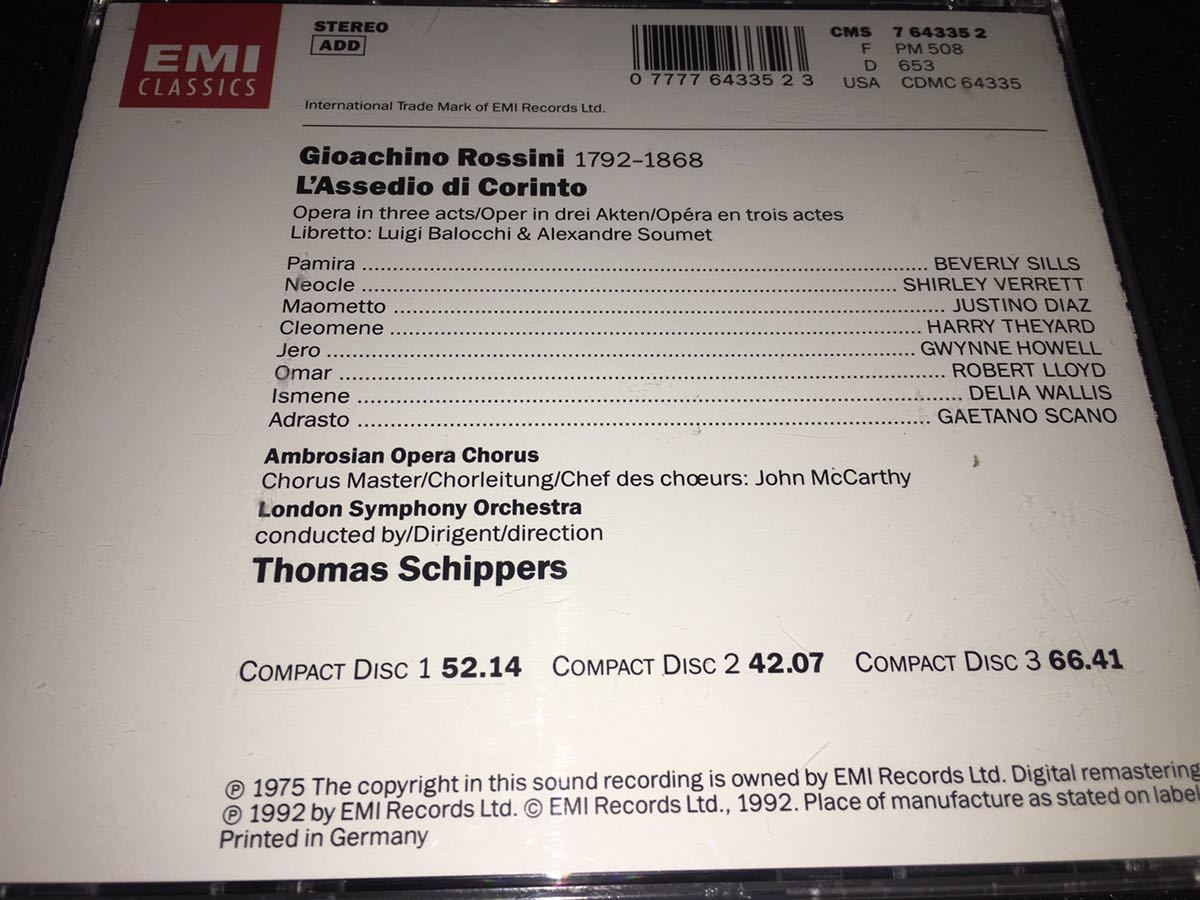 EMI
CLASSICS
STEREO
ADD
International Trade Mark of EMI Records Ltd.
0 7777 64335 2 3
CMS 7 64335 2
F PM 508
D 653
USA CDMC 64335
Gioachino Rossini 1792–1868
L'Assedio di Corinto
Opera in three acts/Oper in drei Akten/Opéra en trois actes
Libretto: Luigi Balocchi & Alexandre Soumet
Pamira ........ BEVERLY SILLS
Neocle ........ SHIRLEY VERRETT
Maometto ........ JUSTINO DIAZ
Cleomene ........ HARRY THEYARD
Jero ........ GWYNNE HOWELL
Omar ........ ROBERT LLOYD
Ismene ........ DELIA WALLIS
Adrasto ........ GAETANO SCANO
Ambrosian Opera Chorus
Chorus Master/Chorleitung/Chef des chœurs: John McCarthy
London Symphony Orchestra
conducted by/Dirigent/direction
Thomas Schippers
COMPACT DISC 1 52.14 COMPACT DISC 2 42.07 COMPACT DISC 3 66.41
℗ 1975 The copyright in this sound recording is owned by EMI Records Ltd. Digital remastering
℗ 1992 by EMI Records Ltd. © EMI Records Ltd., 1992. Place of manufacture as stated on label
Printed in Germany